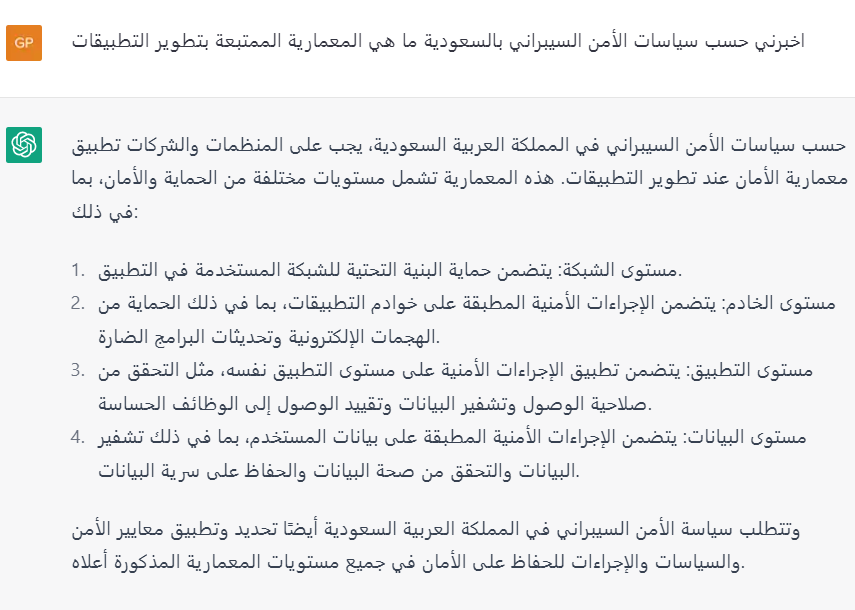 GP
اخبرني حسب سياسات الأمن السيبراني بالسعودية ما هي المعمارية الممتبعة بتطوير التطبيقات
حسب سياسات الأمن السيبراني في المملكة العربية السعودية، يجب على المنظمات والشركات تطبيق
معمارية الأمان عند تطوير التطبيقات. هذه المعمارية تشمل مستويات مختلفة من الحماية والأمان، بما
في ذلك:
1. مستوى الشبكة: يتضمن حماية البنية التحتية للشبكة المستخدمة في التطبيق.
2. مستوى الخادم: يتضمن الإجراءات الأمنية المطبقة على خوادم التطبيقات، بما في ذلك الحماية من
الهجمات الإلكترونية وتحديثات البرامج الضارة.
3. مستوى التطبيق: يتضمن تطبيق الإجراءات الأمنية على مستوى التطبيق نفسه، مثل التحقق من
صلاحية الوصول وتشفير البيانات وتقييد الوصول إلى الوظائف الحساسة.
4. مستوى البيانات: يتضمن الإجراءات الأمنية المطبقة على بيانات المستخدم، بما في ذلك تشفير
البيانات والتحقق من صحة البيانات والحفاظ على سرية البيانات.
وتتطلب سياسة الأمن السيبراني في المملكة العربية السعودية أيضًا تحديد وتطبيق معايير الأمن
والسياسات والإجراءات للحفاظ على الأمان في جميع مستويات المعمارية المذكورة أعلاه.